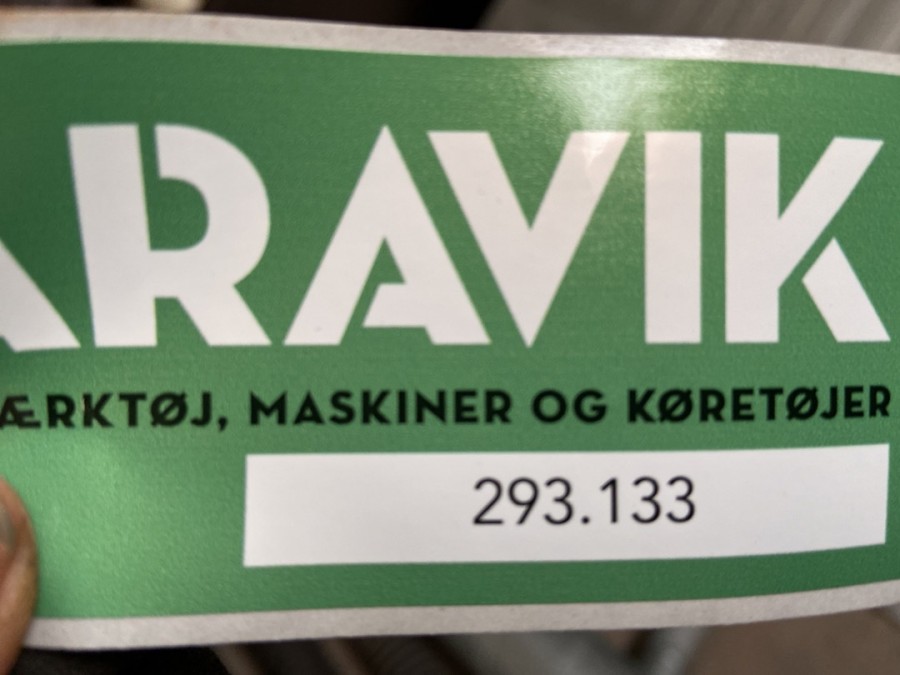 ARAVIK
ÆRKTØJ, MASKINER OG KØRETØJER
293.133